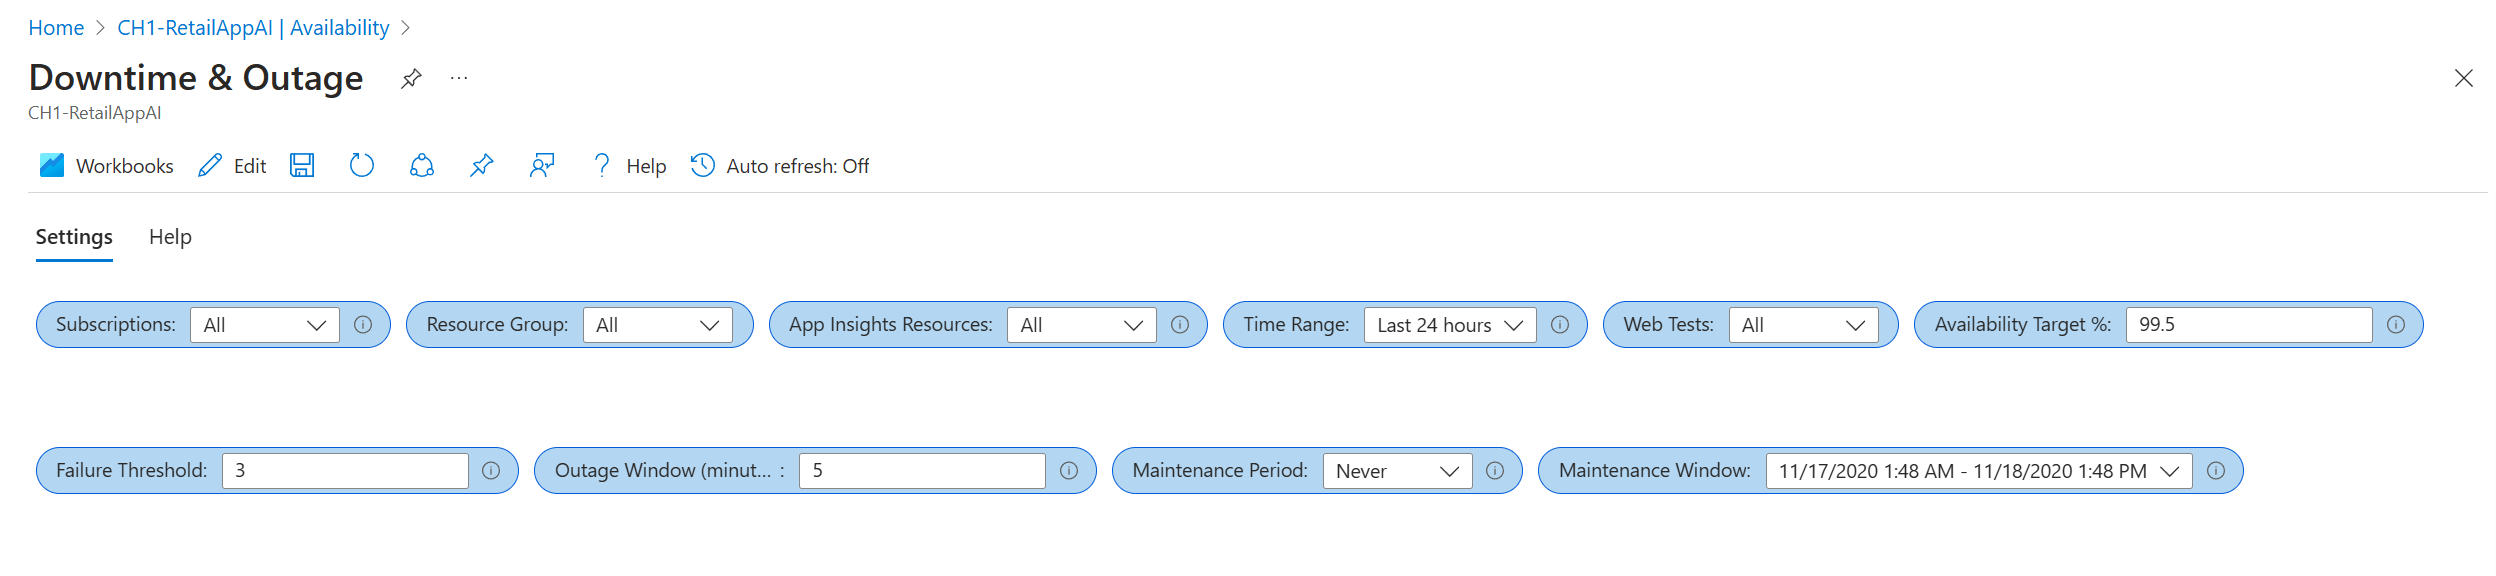 Home > CH1-RetailAppAI | Availability >
Downtime & Outage ...
CH1-RetailAppAI
Workbooks Edit Help Auto refresh: Off
Settings Help
Subscriptions: All Resource Group: All App Insights Resources: All Time Range: Last 24 hours Web Tests: All Availability Target %: 99.5
Failure Threshold: 3 Outage Window (minut... : 5 Maintenance Period: Never Maintenance Window: 11/17/2020 1:48 AM - 11/18/2020 1:48 PM